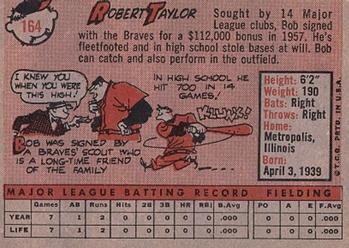 164
ROBERT TAYLOR
Sought by 14 Major
League clubs, Bob signed
with the Braves for a $112,000 bonus in 1957. He's
fleetfooted and in high school stole bases at will. Bob
can catch and also perform in the outfield.
I KNEW YOU
WHEN YOU WERE
THIS HIGH!
IN HIGH SCHOOL HE
HIT 700 IN 14
GAMES!
BOB WAS SIGNED BY
A BRAVES' SCOUT WHO IS
A LONG-TIME FRIEND
OF THE FAMILY
Height: 6'2"
Weight: 190
Bats: Right
Throws: Right
Home:
Metropolis,
Illinois
Born:
April 3, 1939
© T.C.G. PRTD. IN U.S.A.
MAJOR LEAGUE BATTING RECORD FIELDING
Games AB Runs Hits 2B 3B HR RBI B.Avg PO A E F.Avg
YEAR 7 1 2 0 0 0 0 0 .000 0 0 0 .000
LIFE 7 1 2 0 0 0 0 0 .000 0 0 0 .000